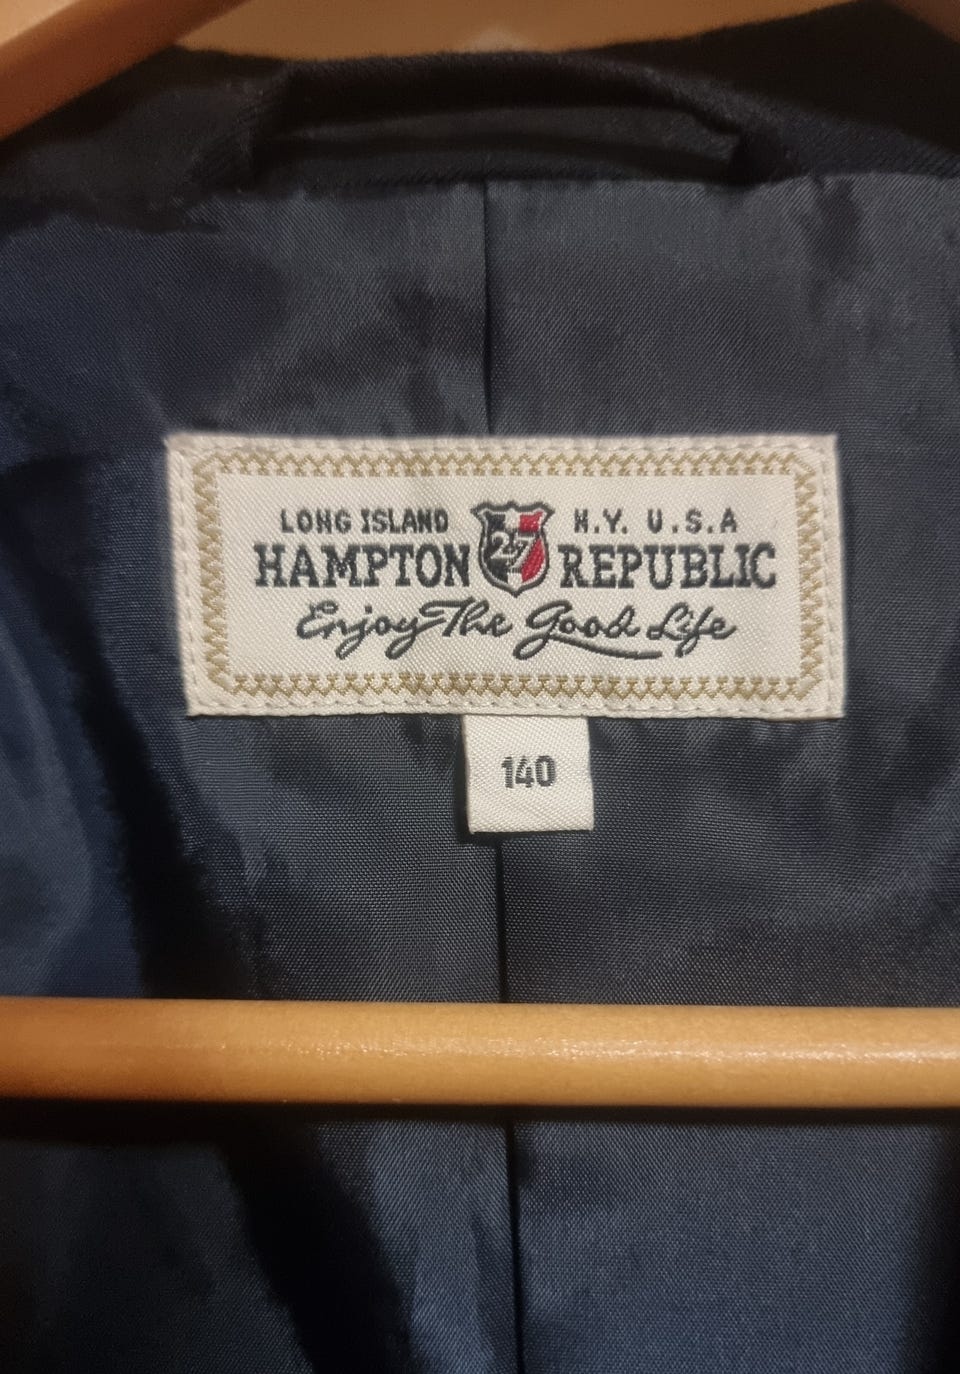 LONG ISLAND N.Y. U.S.A
HAMPTON 27 REPUBLIC
Enjoy The Good Life
140